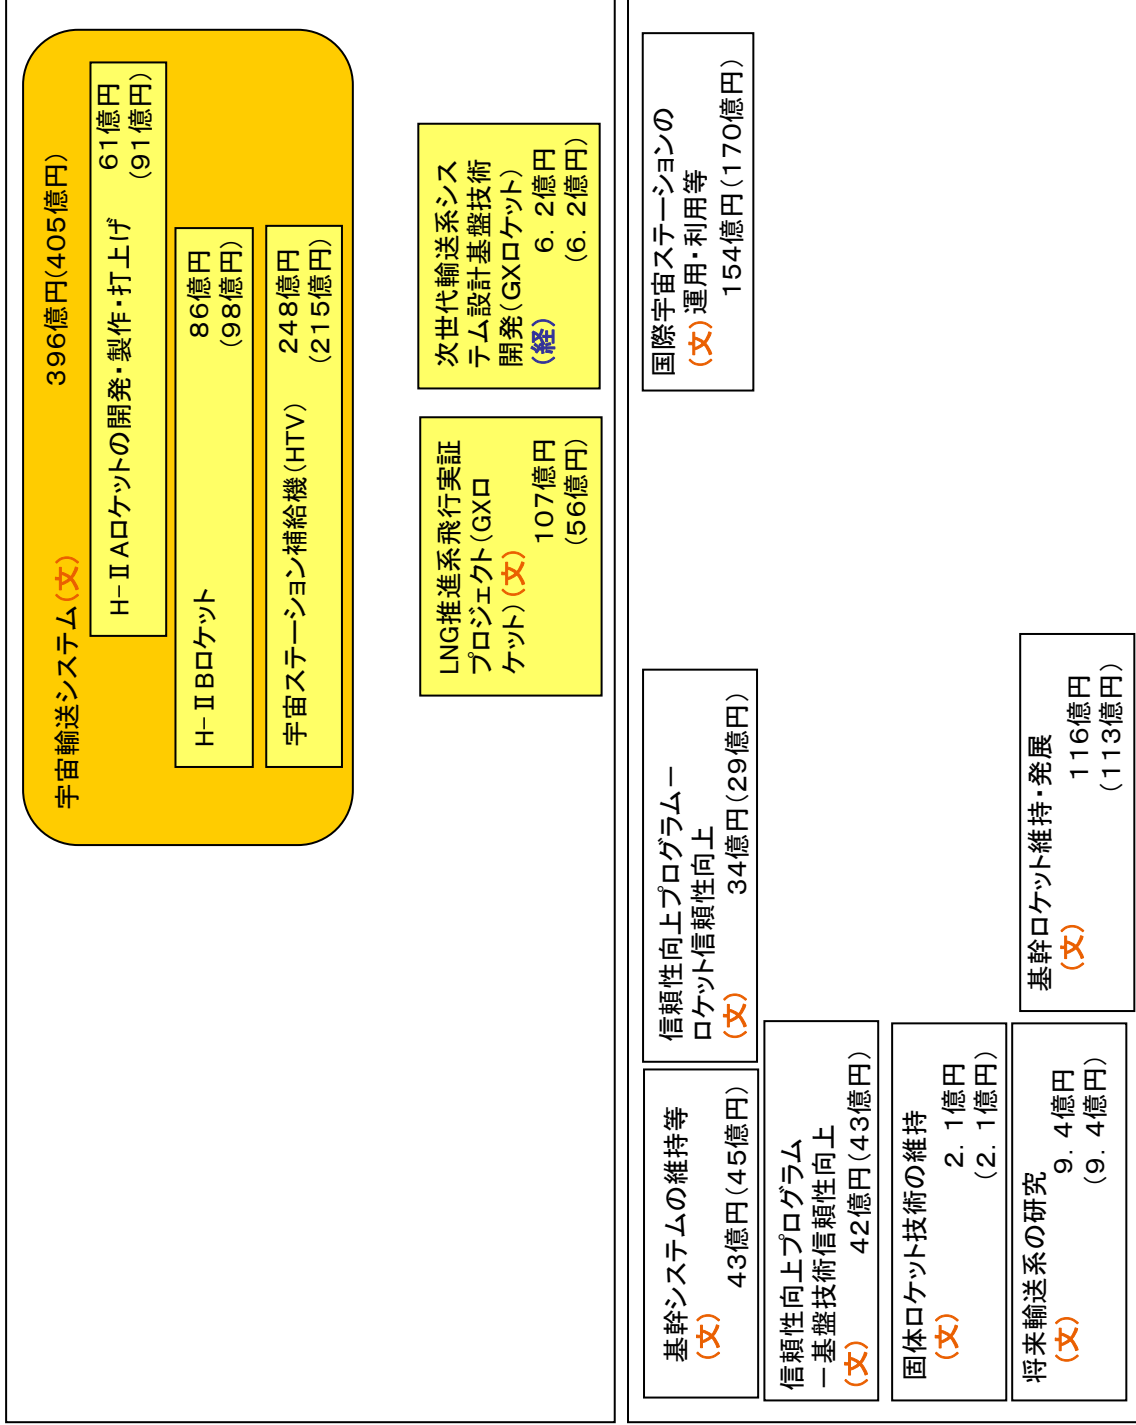 宇宙輸送システム(文) 396億円(405億円)
H-ⅡAロケットの開発・製作・打上げ 61億円
(91億円)
H-ⅡBロケット 86億円
(98億円)
宇宙ステーション補給機(HTV) 248億円
(215億円)
LNG推進系飛行実証
プロジェクト(GXロ
ケット)(文)
107億円
(56億円)
次世代輸送系シス
テム設計基盤技術
開発(GXロケット)
(経) 6.2億円
(6.2億円)
基幹システムの維持等
(文)
43億円(45億円)
信頼性向上プログラムー
ロケット信頼性向上
(文) 34億円(29億円)
国際宇宙ステーションの
(文)運用・利用等
154億円(170億円)
信頼性向上プログラム
ー基盤技術信頼性向上
(文) 42億円(43億円)
固体ロケット技術の維持
(文) 2.1億円
(2.1億円)
将来輸送系の研究
(文) 9.4億円
(9.4億円)
基幹ロケット維持・発展
(文) 116億円
(113億円)